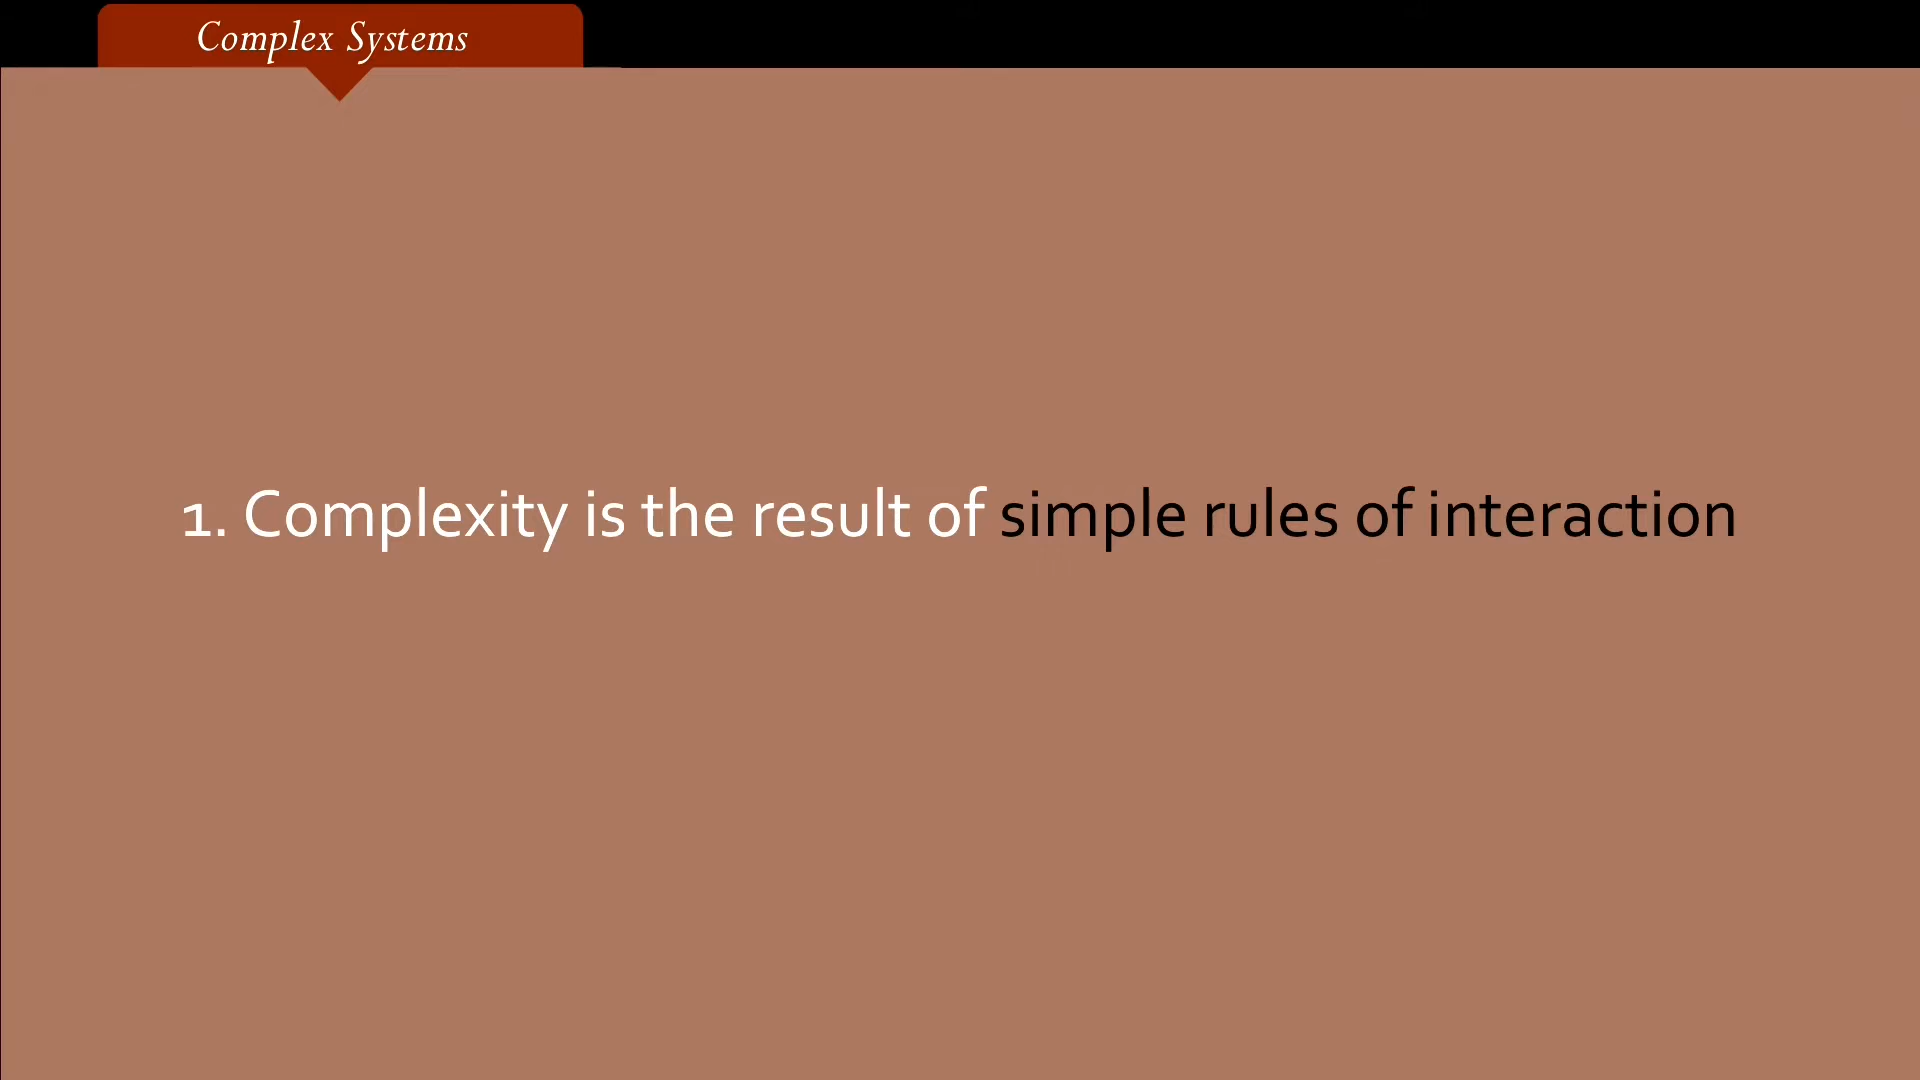 Complex Systems
1. Complexity is the result of simple rules of interaction